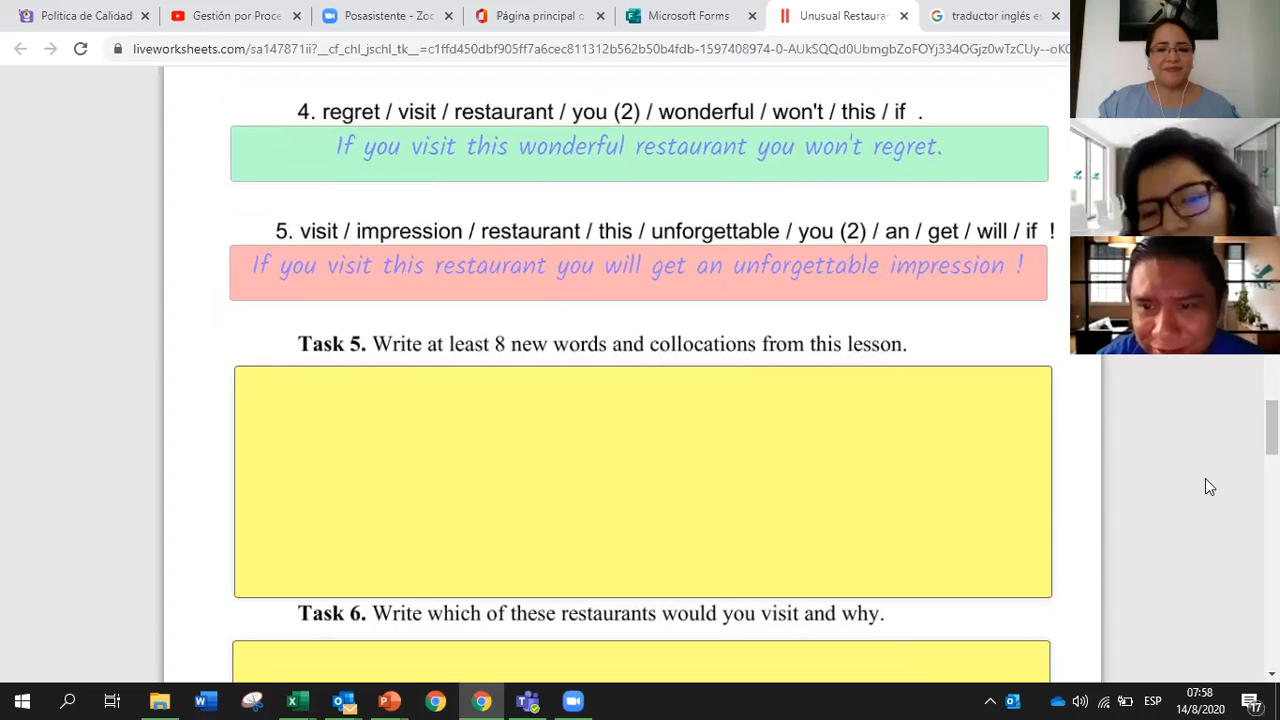 Política de Calidad
Gestión por Proce
Posasistente - Zoo
Página principal o
Microsoft Forms
Unusual Restaura
traductor inglés es
liveworksheets.com/sa147871ii?__cf_chl_jschl_tk__=c1ffd450dbf905ff7a6cec811312b562b50b4fdb-1597408974-0-AUkSQQd0UbmgbZoFOYj334OGjz0wTzCUy--oK
4. regret / visit / restaurant / you (2) / wonderful / won't / this / if .
If you visit this wonderful restaurant you won't regret.
5. visit / impression / restaurant / this / unforgettable / you (2) / an / get / will / if !
If you visit this restaurant you will get an unforgettable impression !
Task 5. Write at least 8 new words and collocations from this lesson.
Task 6. Write which of these restaurants would you visit and why.
ESP
07:58
14/8/2020
17